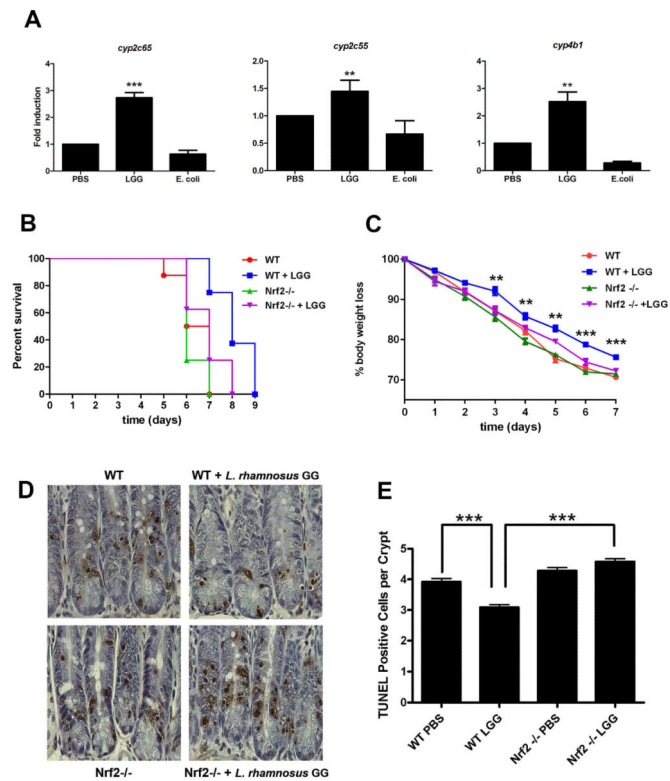 A
cyp2c65
cyp2c55
cyp4b1
Fold induction
4
3
2
1
0
***
PBS
LGG
E. coli
2.0
1.5
1.0
0.5
0.0
**
PBS
LGG
E. coli
5
4
3
2
1
0
**
PBS
LGG
E.coli
B
Percent survival
100
80
60
40
20
0
0 1 2 3 4 5 6 7 8 9
time (days)
WT
WT + LGG
Nrf2-/-
Nrf2-/- + LGG
C
% body weight loss
100
90
80
70
** ** ** *** ***
0 1 2 3 4 5 6 7
time (days)
WT
WT + LGG
Nrf2 -/-
Nrf2 -/- +LGG
D
WT
WT + L. rhamnosus GG
Nrf2-/-
Nrf2-/- + L. rhamnosus GG
E
TUNEL Positive Cells per Crypt
5
4
3
2
1
0
***
***
WT PBS
WT LGG
Nrf2 -/- PBS
Nrf2 -/- LGG